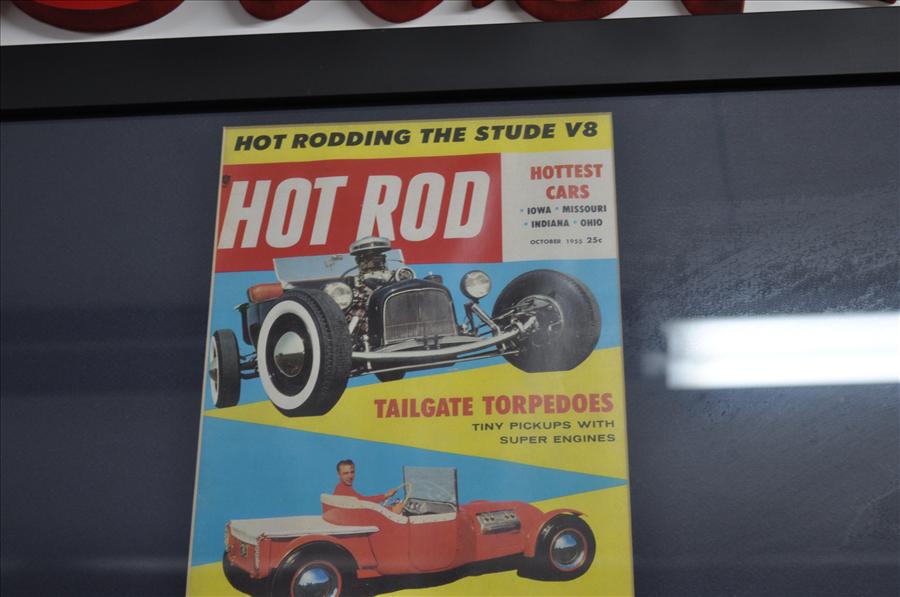 HOT RODDING THE STUDE V8
HOT ROD
HOTTEST
CARS
• IOWA • MISSOURI
• INDIANA • OHIO
OCTOBER 1955 25c
TAILGATE TORPEDOES
TINY PICKUPS WITH
SUPER ENGINES